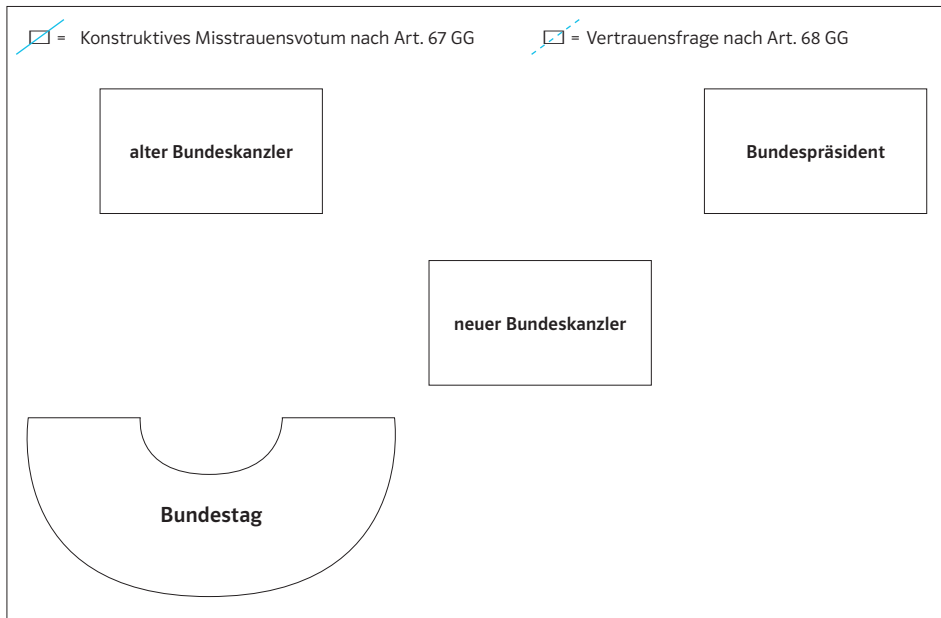 = Konstruktives Misstrauensvotum nach Art. 67 GG
= Vertrauensfrage nach Art. 68 GG
alter Bundeskanzler
Bundespräsident
neuer Bundeskanzler
Bundestag